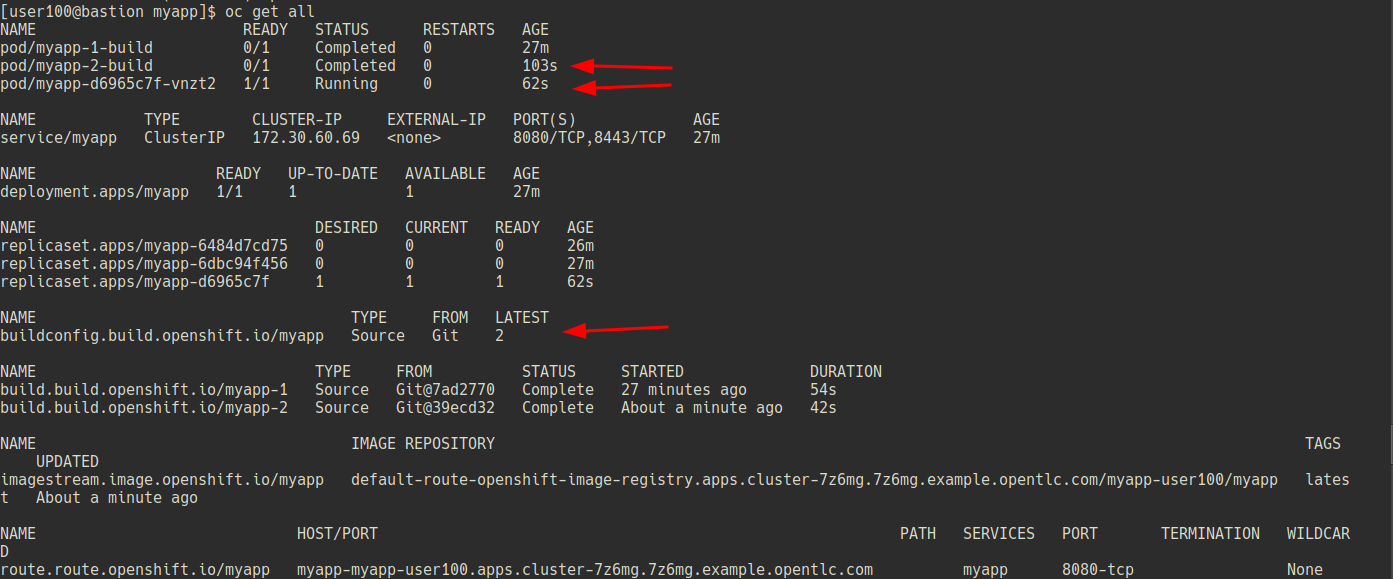 [user100@bastion myapp]$ oc get all
NAME                       READY   STATUS      RESTARTS   AGE
pod/myapp-1-build          0/1     Completed   0          27m
pod/myapp-2-build          0/1     Completed   0          103s
pod/myapp-d6965c7f-vnzt2   1/1     Running     0          62s
NAME            TYPE        CLUSTER-IP     EXTERNAL-IP   PORT(S)             AGE
service/myapp   ClusterIP   172.30.60.69   <none>        8080/TCP,8443/TCP   27m
NAME                    READY   UP-TO-DATE   AVAILABLE   AGE
deployment.apps/myapp   1/1     1            1           27m
NAME                               DESIRED   CURRENT   READY   AGE
replicaset.apps/myapp-6484d7cd75   0         0         0       26m
replicaset.apps/myapp-6dbc94f456   0         0         0       27m
replicaset.apps/myapp-d6965c7f     1         1         1       62s
NAME                                   TYPE     FROM   LATEST
buildconfig.build.openshift.io/myapp   Source   Git    2
NAME                               TYPE     FROM          STATUS     STARTED              DURATION
build.build.openshift.io/myapp-1   Source   Git@7ad2770   Complete   27 minutes ago       54s
build.build.openshift.io/myapp-2   Source   Git@39ecd32   Complete   About a minute ago   42s
NAME                                   IMAGE REPOSITORY                                                                                          TAGS
    UPDATED
imagestream.image.openshift.io/myapp   default-route-openshift-image-registry.apps.cluster-7z6mg.7z6mg.example.opentlc.com/myapp-user100/myapp   lates
t   About a minute ago
NAME                             HOST/PORT                                                          PATH   SERVICES   PORT       TERMINATION   WILDCAR
D
route.route.openshift.io/myapp   myapp-myapp-user100.apps.cluster-7z6mg.7z6mg.example.opentlc.com          myapp      8080-tcp                 None